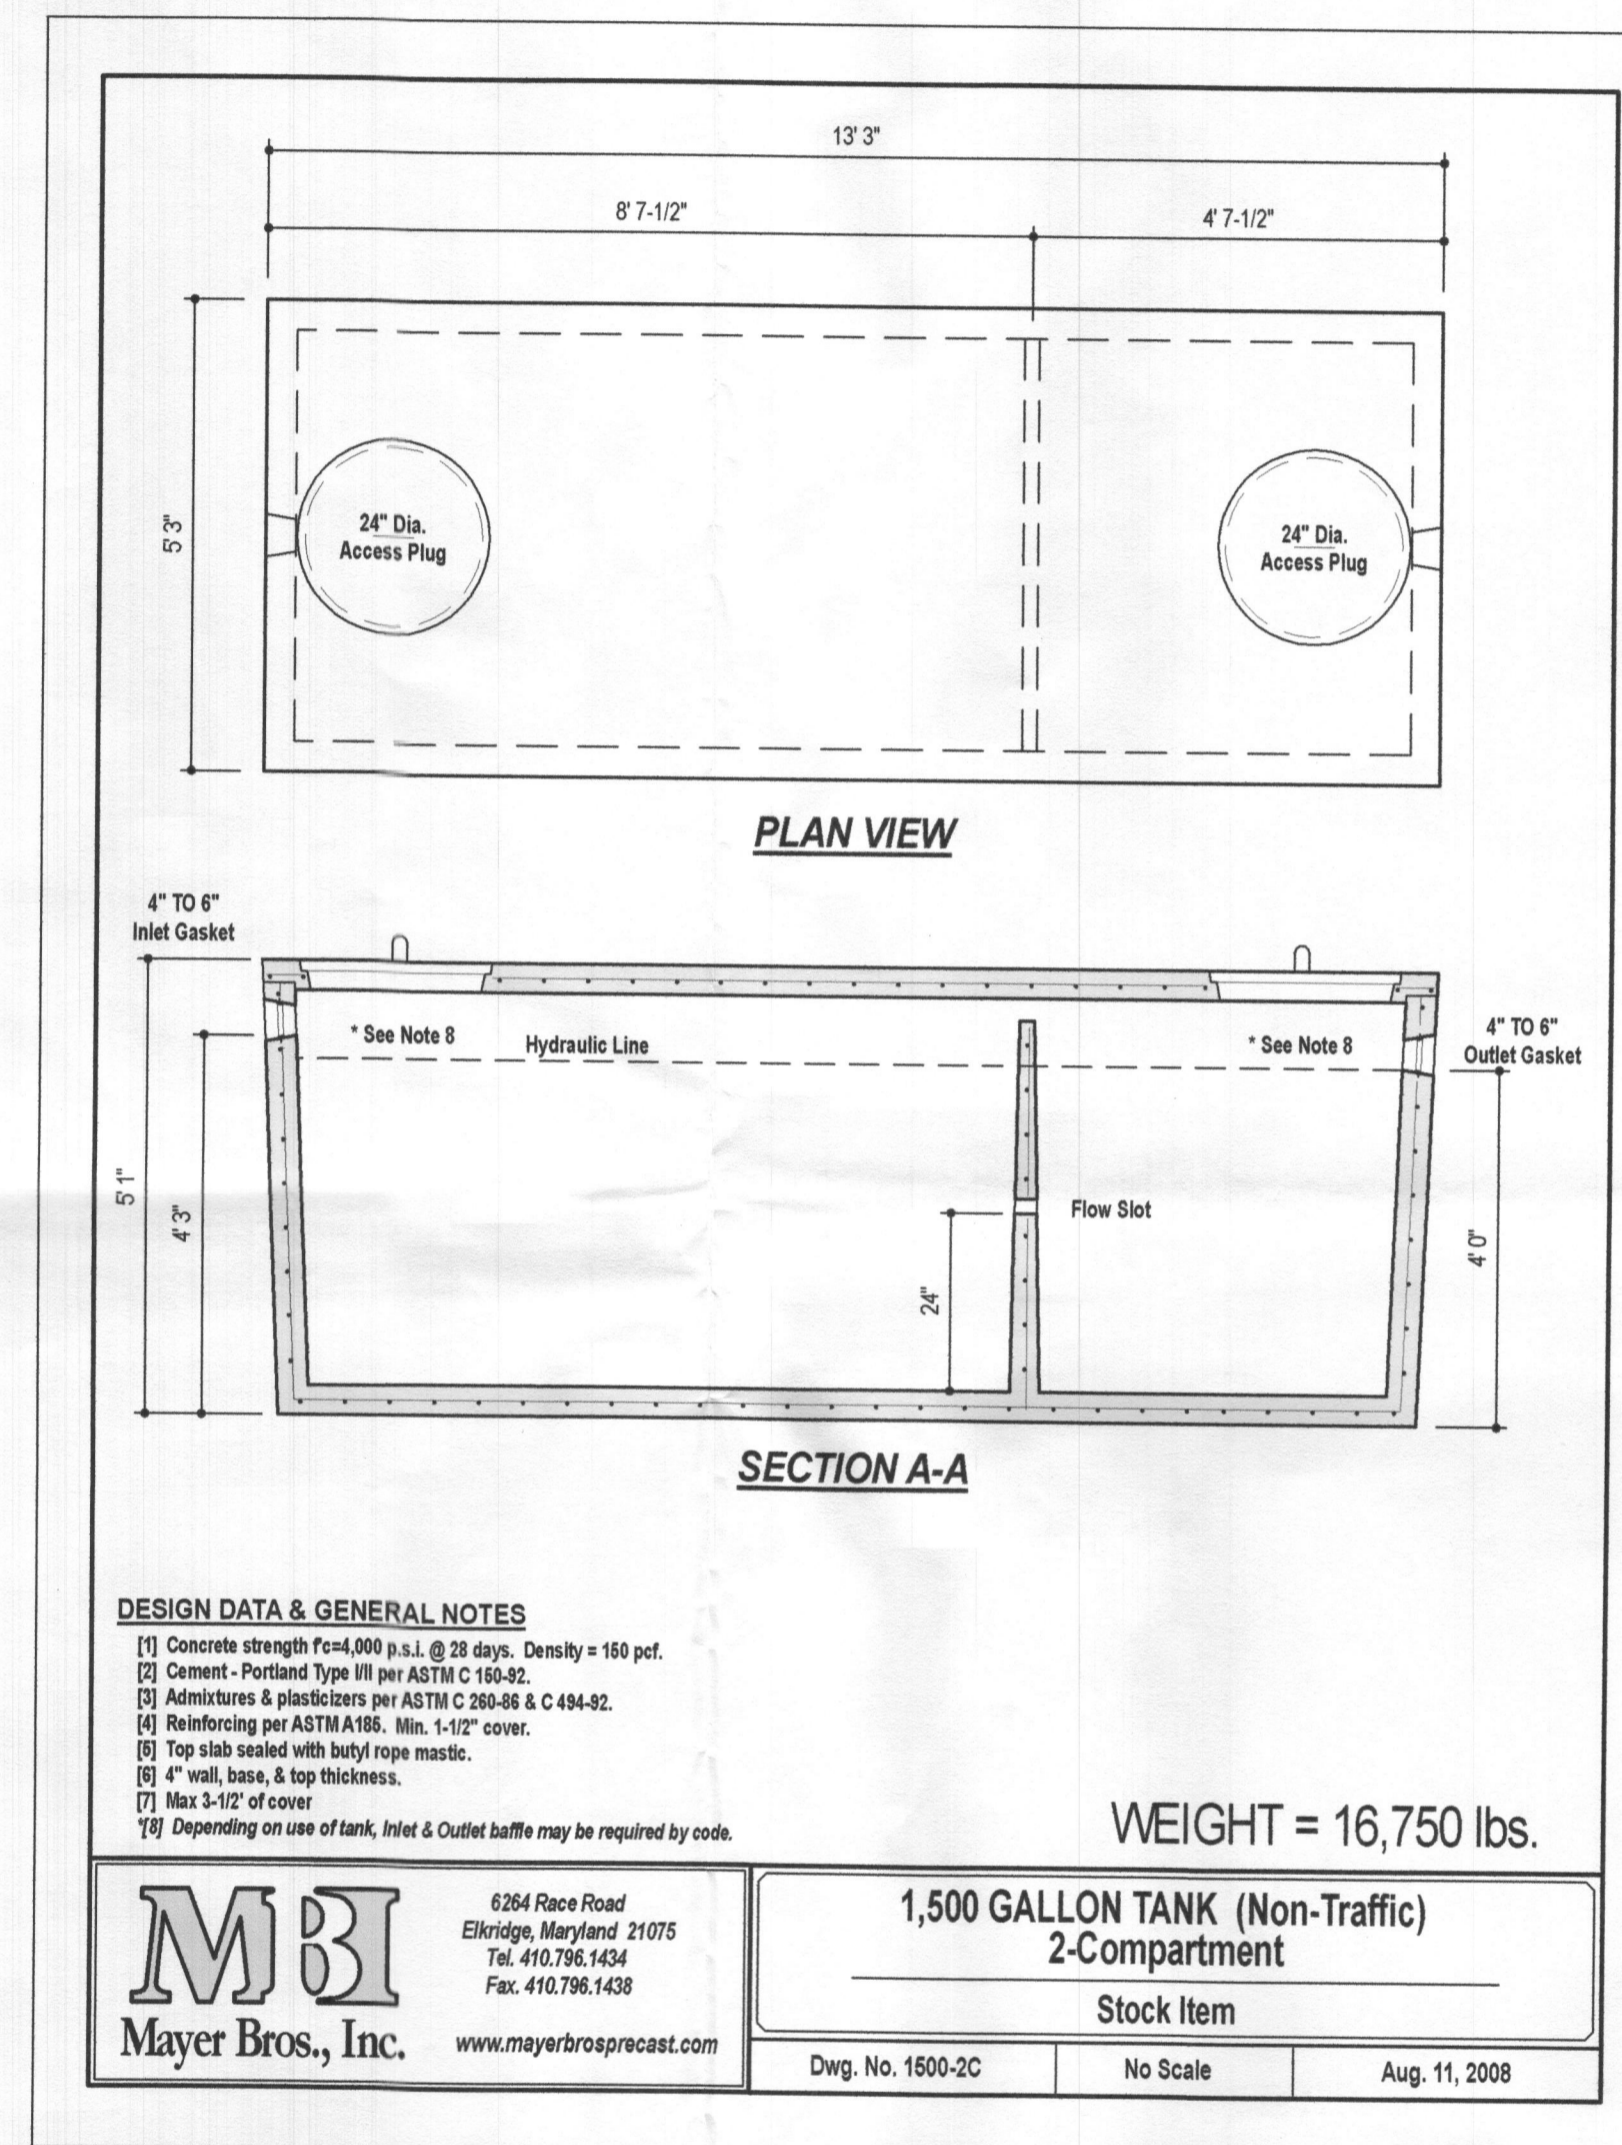 13' 3"
8' 7-1/2"
4' 7-1/2"
5' 3"
24" Dia.
Access Plug
24" Dia.
Access Plug
PLAN VIEW
4" TO 6"
Inlet Gasket
* See Note 8
Hydraulic Line
* See Note 8
4" TO 6"
Outlet Gasket
5' 1"
4' 3"
24"
Flow Slot
4' 0"
SECTION A-A
DESIGN DATA & GENERAL NOTES
[1] Concrete strength f'c=4,000 p.s.i. @ 28 days. Density = 150 pcf.
[2] Cement - Portland Type I/II per ASTM C 150-92.
[3] Admixtures & plasticizers per ASTM C 260-86 & C 494-92.
[4] Reinforcing per ASTM A185. Min. 1-1/2" cover.
[5] Top slab sealed with butyl rope mastic.
[6] 4" wall, base, & top thickness.
[7] Max 3-1/2' of cover
*[8] Depending on use of tank, Inlet & Outlet baffle may be required by code.
WEIGHT = 16,750 lbs.
MBI
Mayer Bros., Inc.
6264 Race Road
Elkridge, Maryland 21075
Tel. 410.796.1434
Fax. 410.796.1438
www.mayerbrosprecast.com
1,500 GALLON TANK (Non-Traffic)
2-Compartment
Stock Item
Dwg. No. 1500-2C
No Scale
Aug. 11, 2008